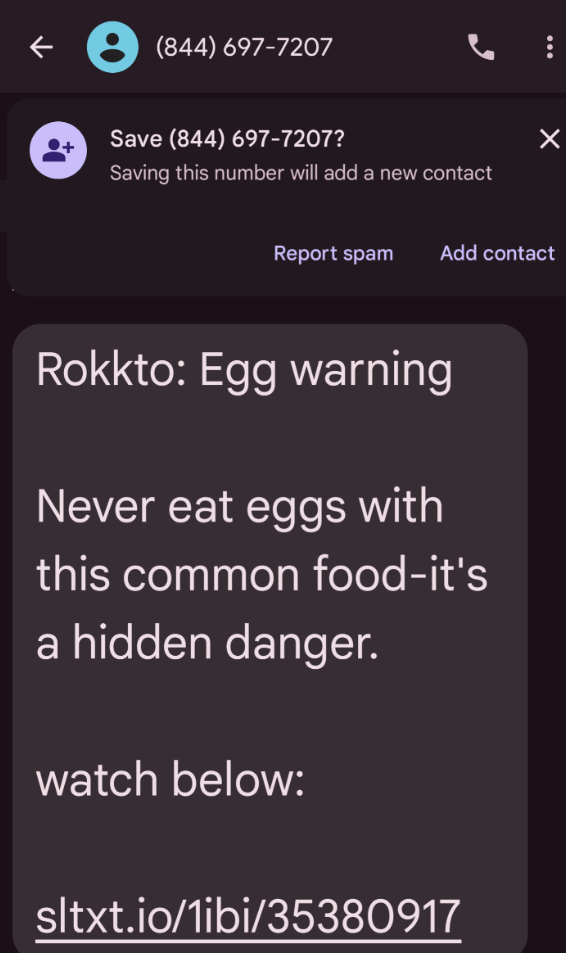 (844) 697-7207
Save (844) 697-7207?
Saving this number will add a new contact
Report spam
Add contact
Rokkto: Egg warning
Never eat eggs with
this common food-it's
a hidden danger.
watch below:
sltxt.io/1ibi/35380917